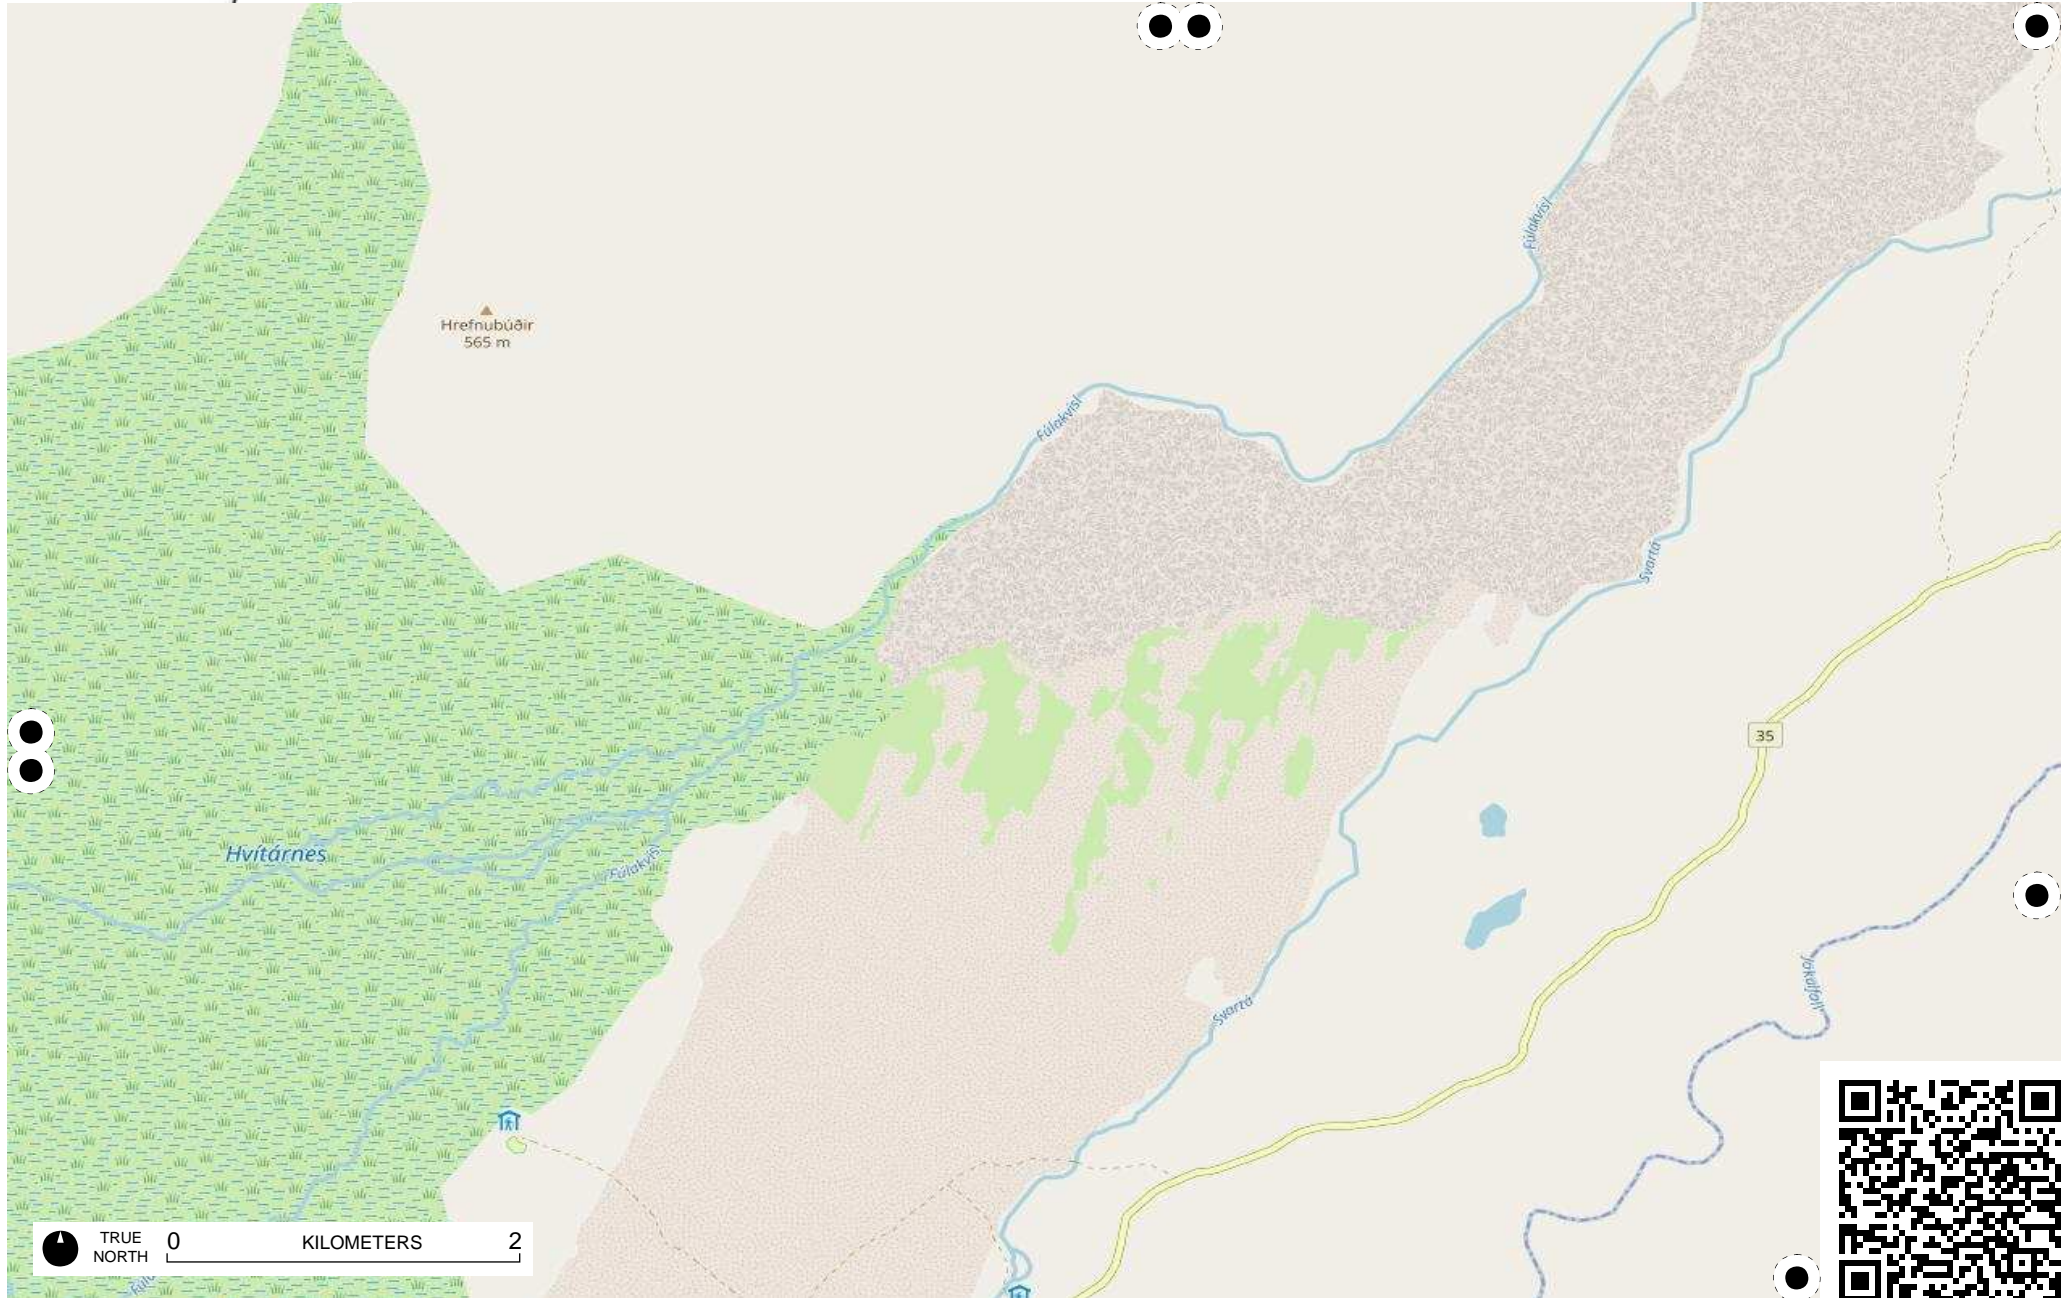 Fúlakvísl
Hrefnubúðir
565 m
Fúlakvísl
Svartá
35
Hvítárnes
Fúlakvísl
Jökulfall
Svartá
TRUE
NORTH
0
KILOMETERS
2